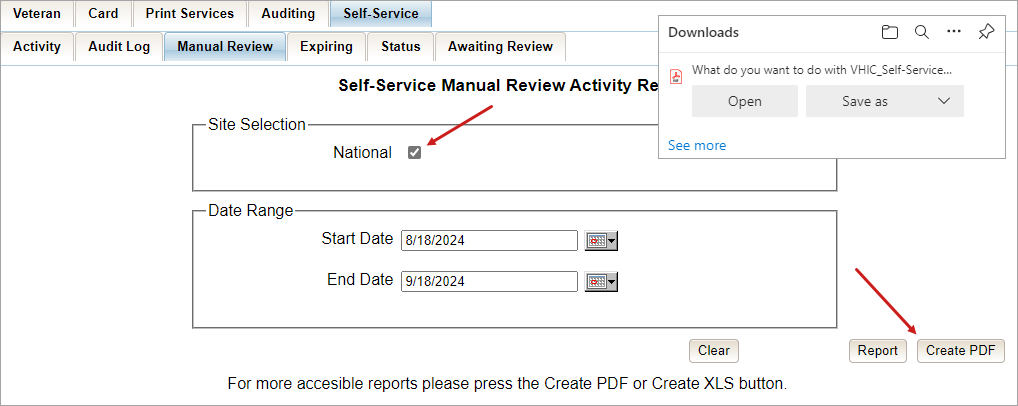 Veteran Card Print Services Auditing Self-Service
Activity Audit Log Manual Review Expiring Status Awaiting Review
Downloads
What do you want to do with VHIC_Self-Service...
Open Save as
See more
Self-Service Manual Review Activity Re
Site Selection
National
Date Range
Start Date 8/18/2024
End Date 9/18/2024
Clear Report Create PDF
For more accesible reports please press the Create PDF or Create XLS button.